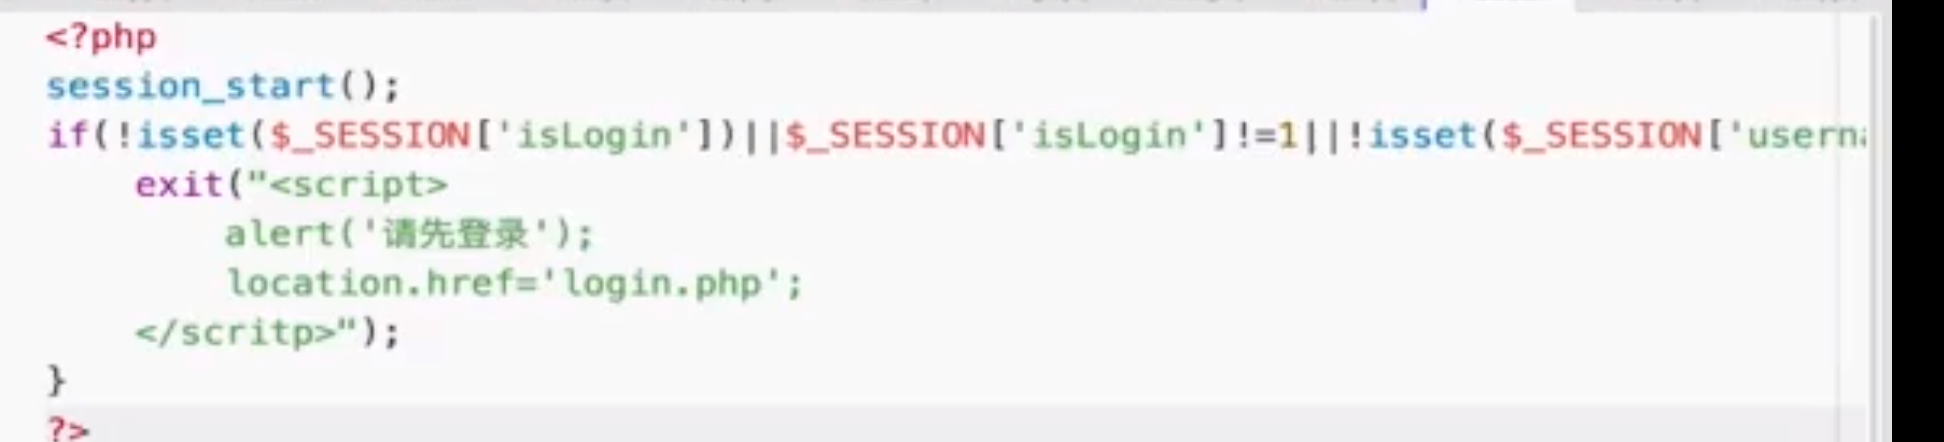 <?php
session_start();
if(!isset($_SESSION['isLogin'])||$_SESSION['isLogin']!=1||!isset($_SESSION['userna
exit("<script>
alert('请先登录');
location.href='login.php';
</scritp>");
}
?>